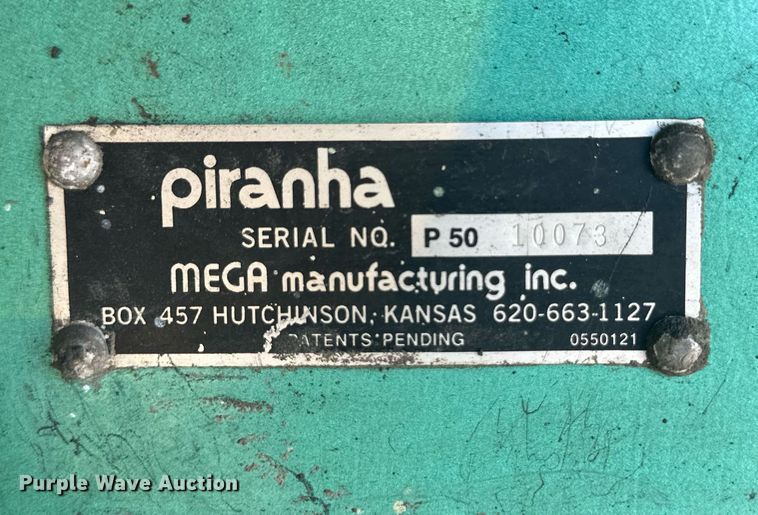 piranha
SERIAL NO. P 50 10073
MEGA manufacturing inc.
BOX 457 HUTCHINSON, KANSAS 620-663-1127
PATENTS PENDING 0550121
Purple Wave Auction